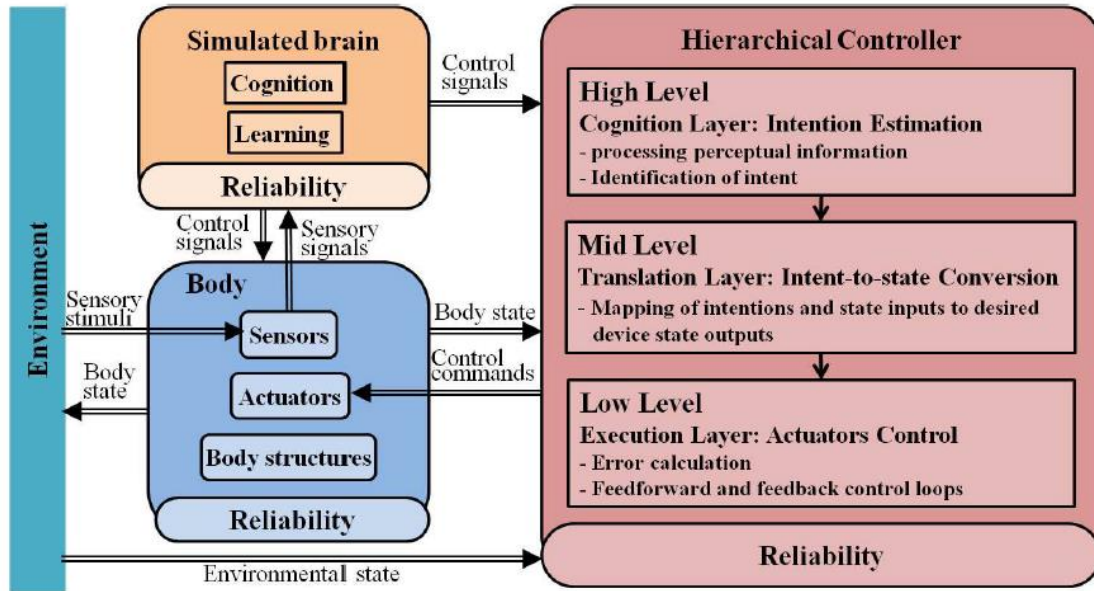 Environment
Simulated brain
Cognition
Learning
Reliability
Control
signals
Control
signals
Sensory
signals
Body
Sensors
Actuators
Body structures
Reliability
Sensory
stimuli
Body
state
Body state
Control
commands
Environmental state
Hierarchical Controller
High Level
Cognition Layer: Intention Estimation
- processing perceptual information
- Identification of intent
Mid Level
Translation Layer: Intent-to-state Conversion
- Mapping of intentions and state inputs to desired
device state outputs
Low Level
Execution Layer: Actuators Control
- Error calculation
- Feedforward and feedback control loops
Reliability